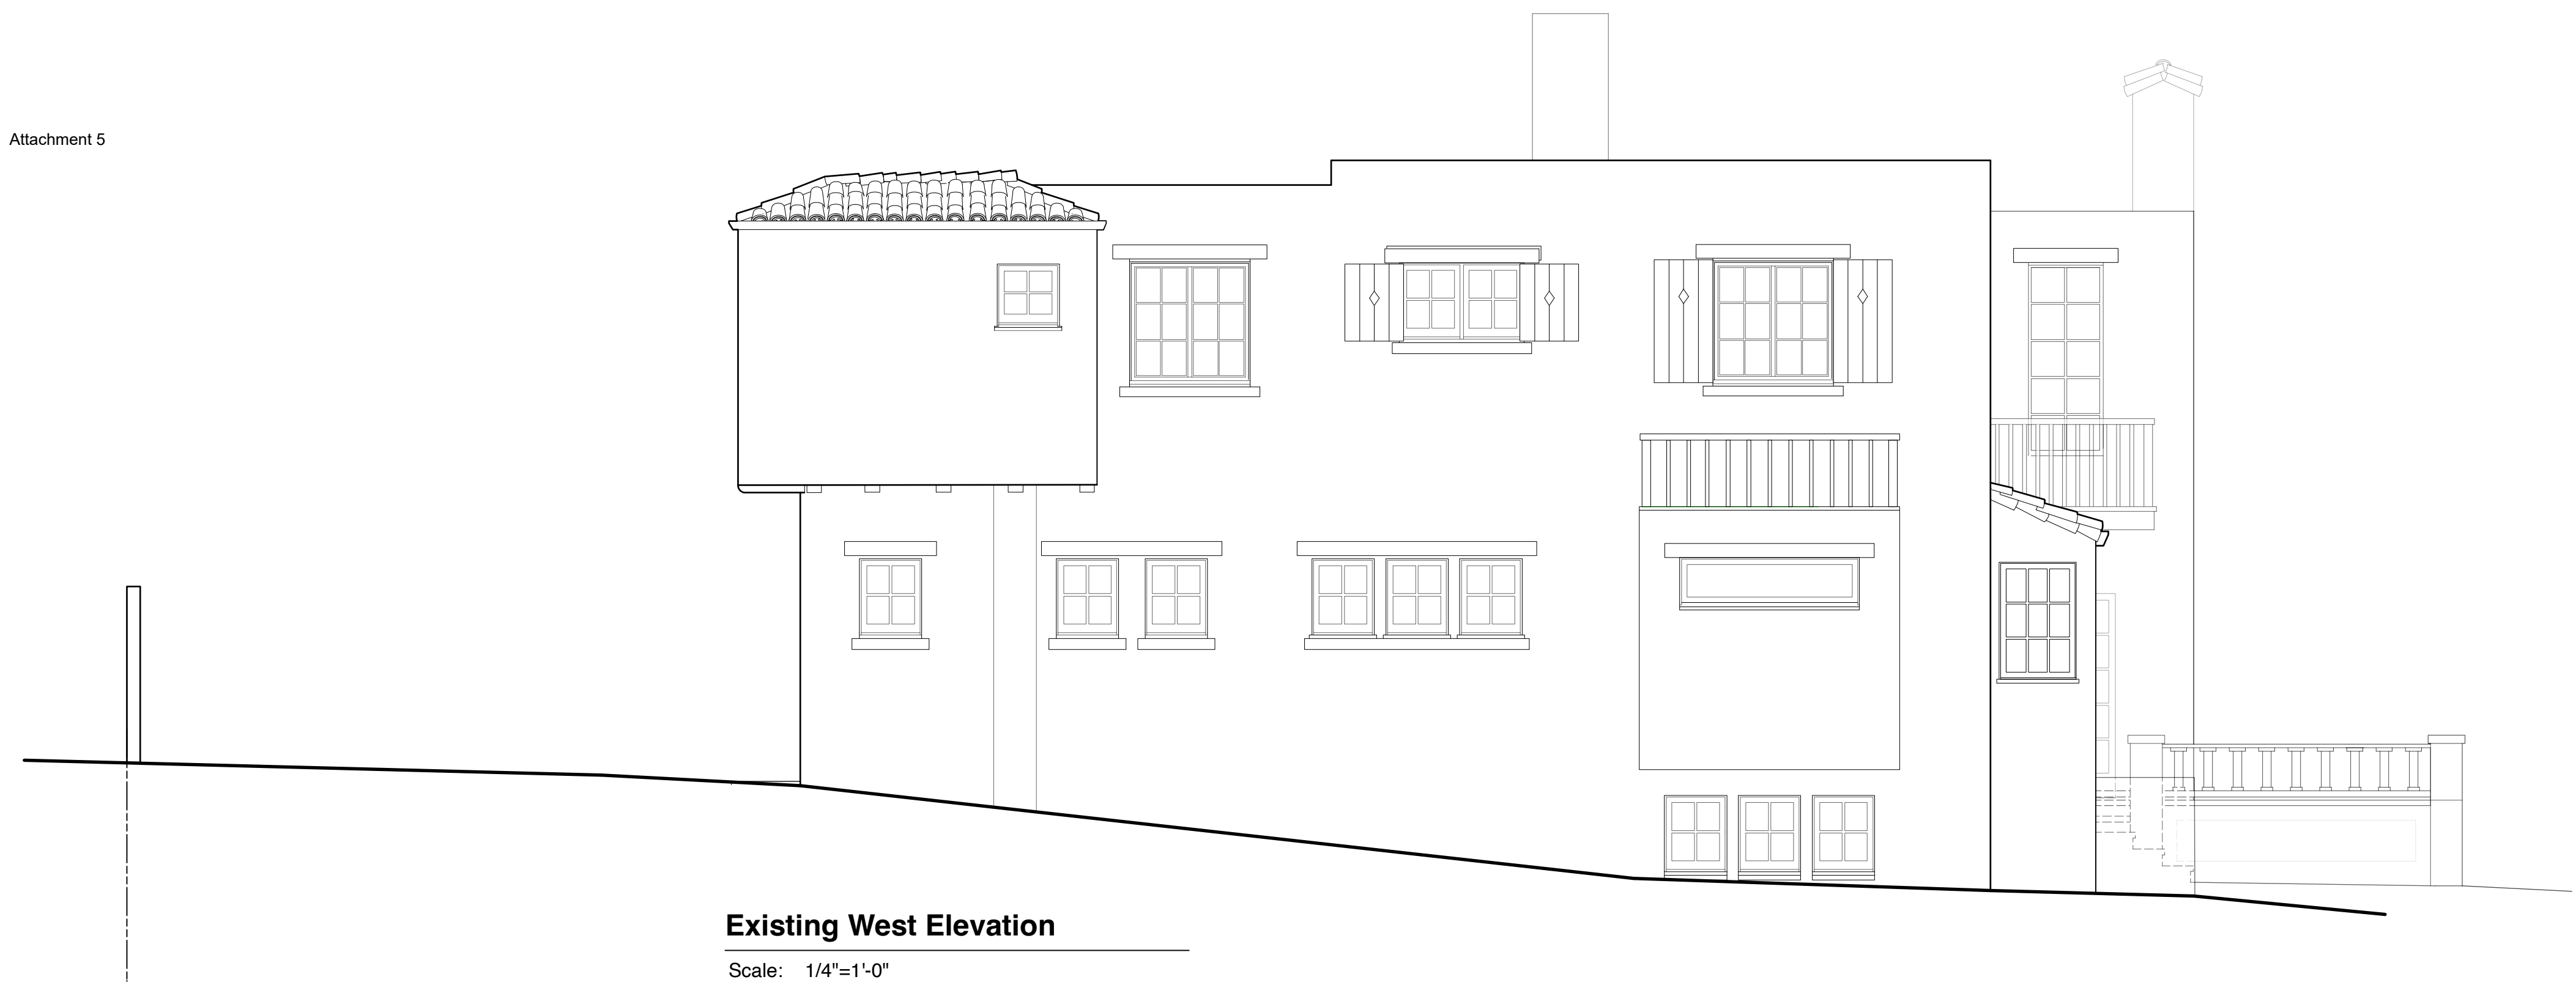 Attachment 5
Existing West Elevation
Scale: 1/4"=1'-0"